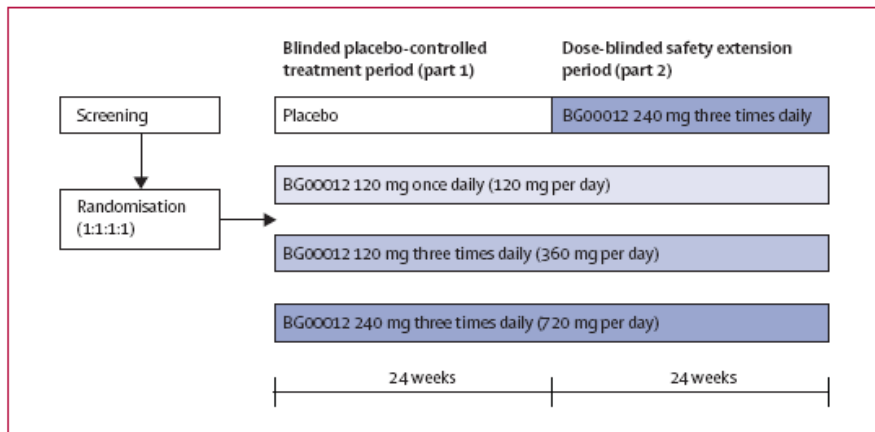 Blinded placebo-controlled
treatment period (part 1)
Dose-blinded safety extension
period (part 2)
Screening
Placebo
BG00012 240 mg three times daily
BG00012 120 mg once daily (120 mg per day)
Randomisation
(1:1:1:1)
BG00012 120 mg three times daily (360 mg per day)
BG00012 240 mg three times daily (720 mg per day)
24 weeks
24 weeks